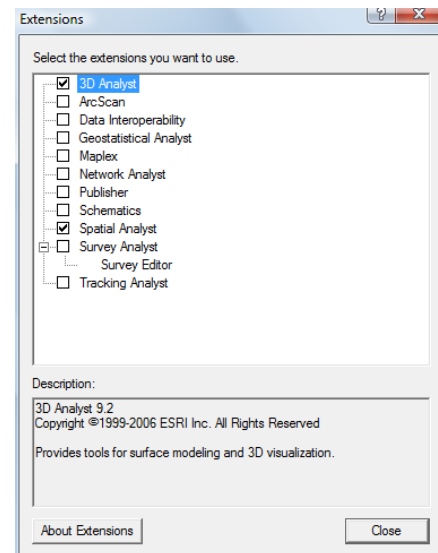 Extensions
Select the extensions you want to use.
3D Analyst
ArcScan
Data Interoperability
Geostatistical Analyst
Maplex
Network Analyst
Publisher
Schematics
Spatial Analyst
Survey Analyst
Survey Editor
Tracking Analyst
Description:
3D Analyst 9.2
Copyright ©1999-2006 ESRI Inc. All Rights Reserved
Provides tools for surface modeling and 3D visualization.
About Extensions
Close